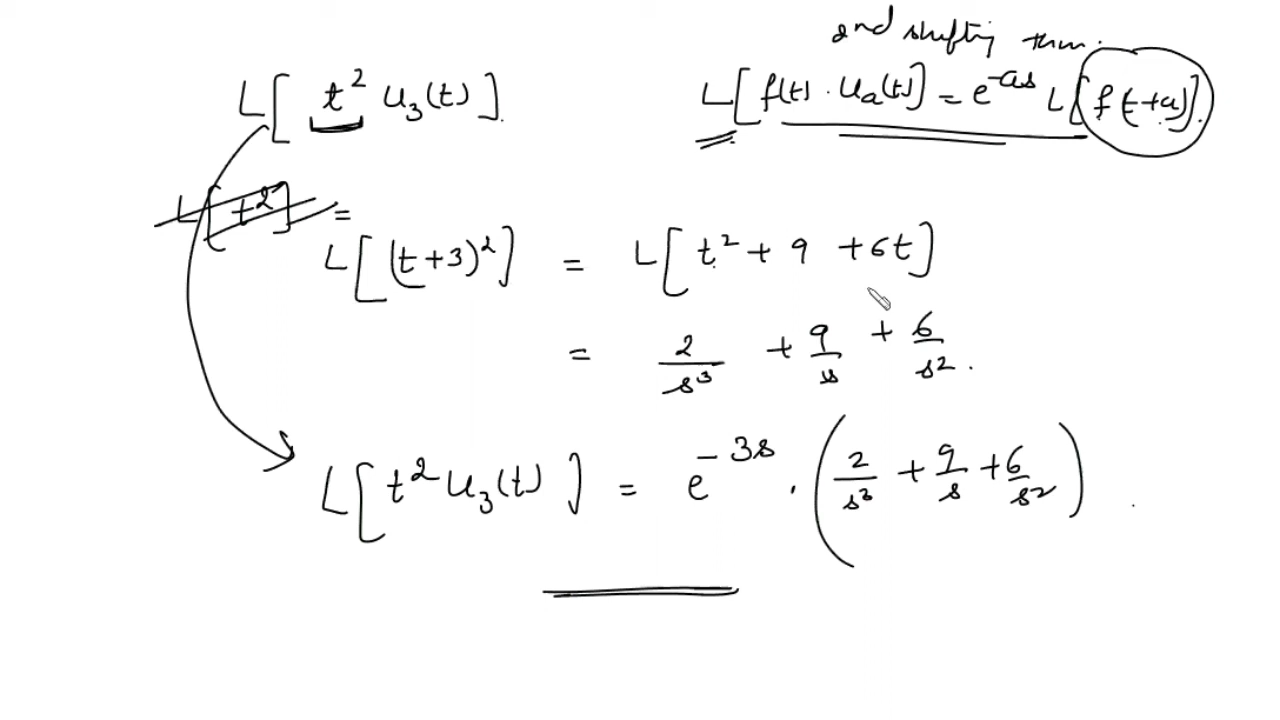 2nd shifting thm.
L[t² u₃(t)]. L[f(t) · u_a(t)] = e^{-as} L[f(t+a)].
L[t²] =
L[(t+3)²] = L[t² + 9 + 6t]
= 2/s³ + 9/s + 6/s².
L[t² u₃(t)] = e^{-3s} · (2/s³ + 9/s + 6/s²).